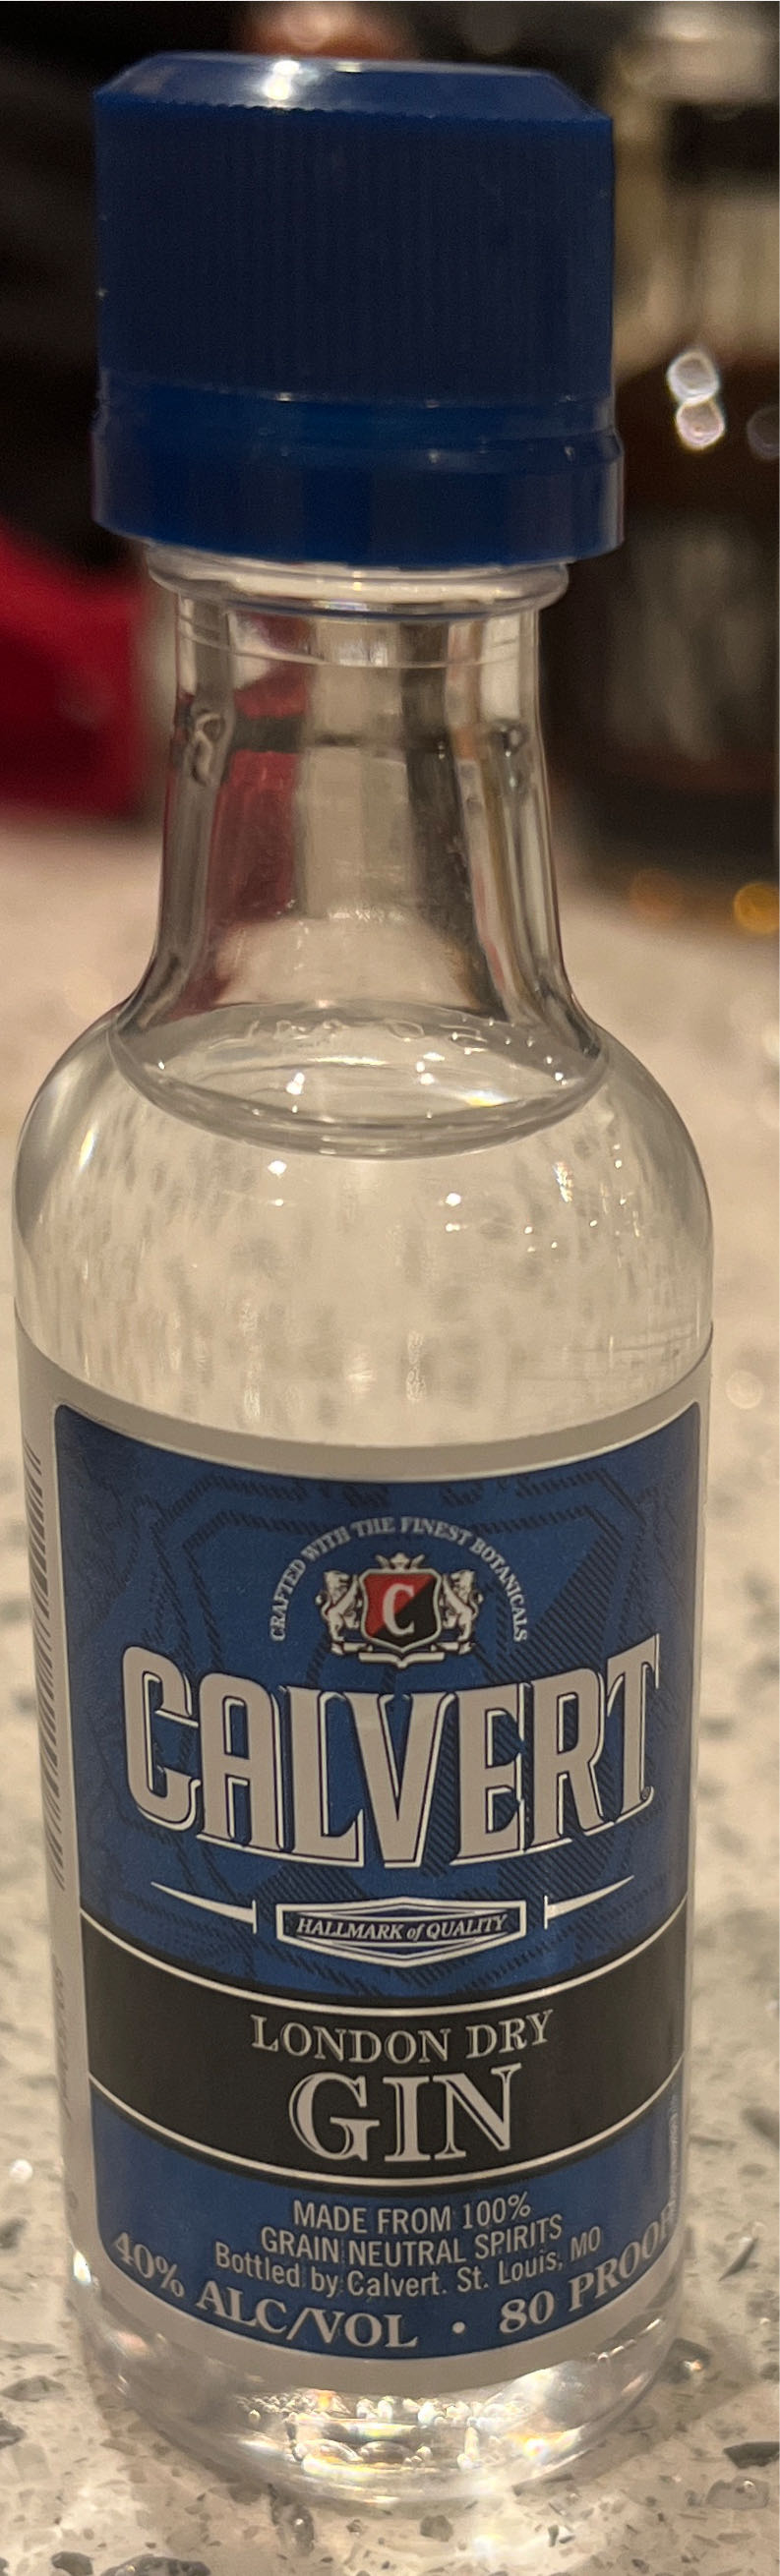 CRAFTED WITH THE FINEST BOTANICALS
C
CALVERT
HALLMARK of QUALITY
LONDON DRY
GIN
MADE FROM 100%
GRAIN NEUTRAL SPIRITS
Bottled by Calvert. St. Louis, MO
40% ALC/VOL • 80 PROOF